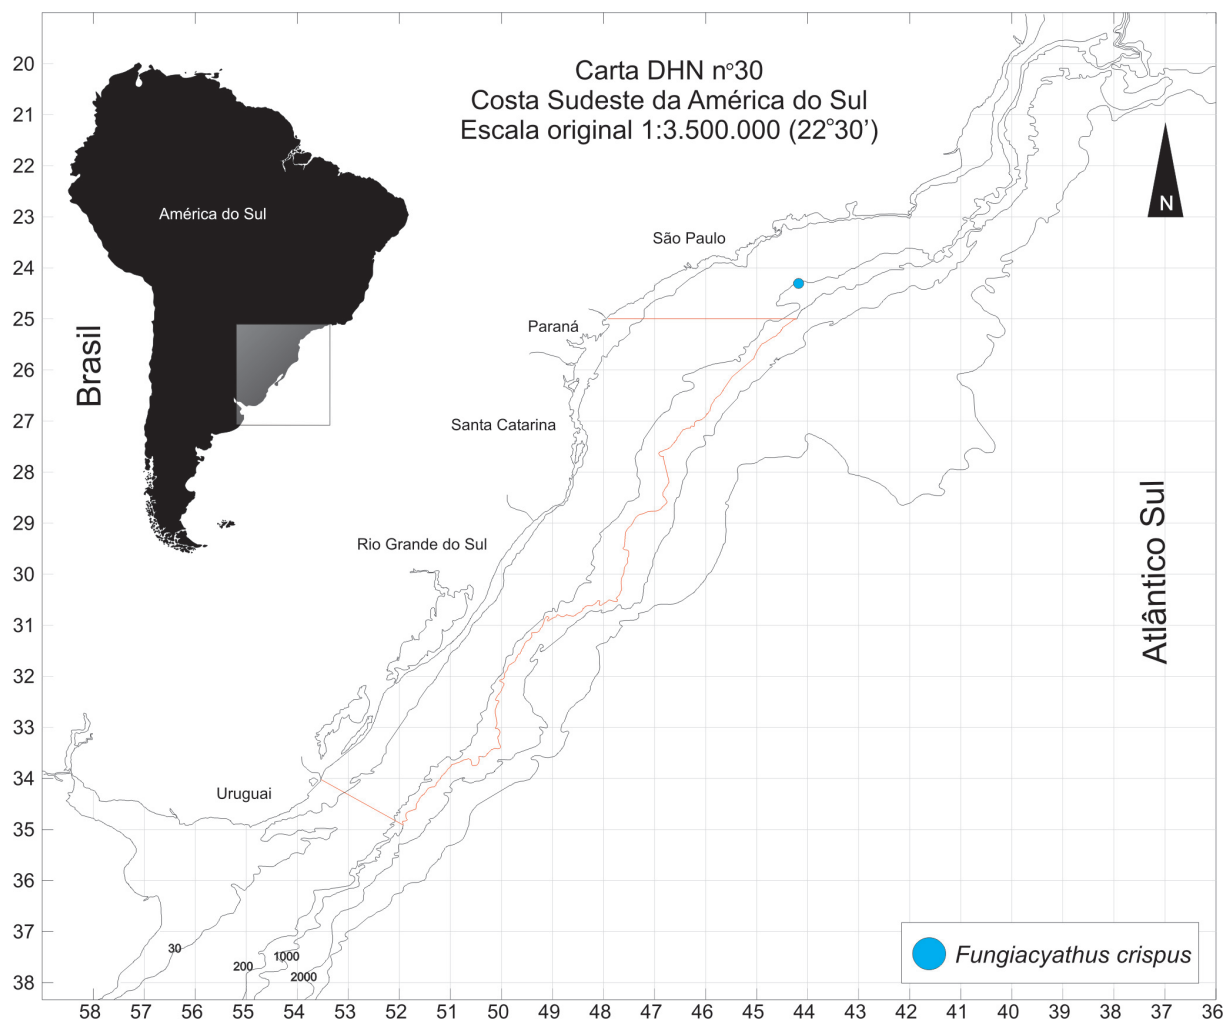 Carta DHN nº30
Costa Sudeste da América do Sul
Escala original 1:3.500.000 (22°30’)
20
21
22
23
24
25
26
27
28
29
30
31
32
33
34
35
36
37
38
América do Sul
Brasil
N
São Paulo
Paraná
Santa Catarina
Rio Grande do Sul
Uruguai
Atlântico Sul
30
200
1000
2000
Fungiacyathus crispus
58 57 56 55 54 53 52 51 50 49 48 47 46 45 44 43 42 41 40 39 38 37 36